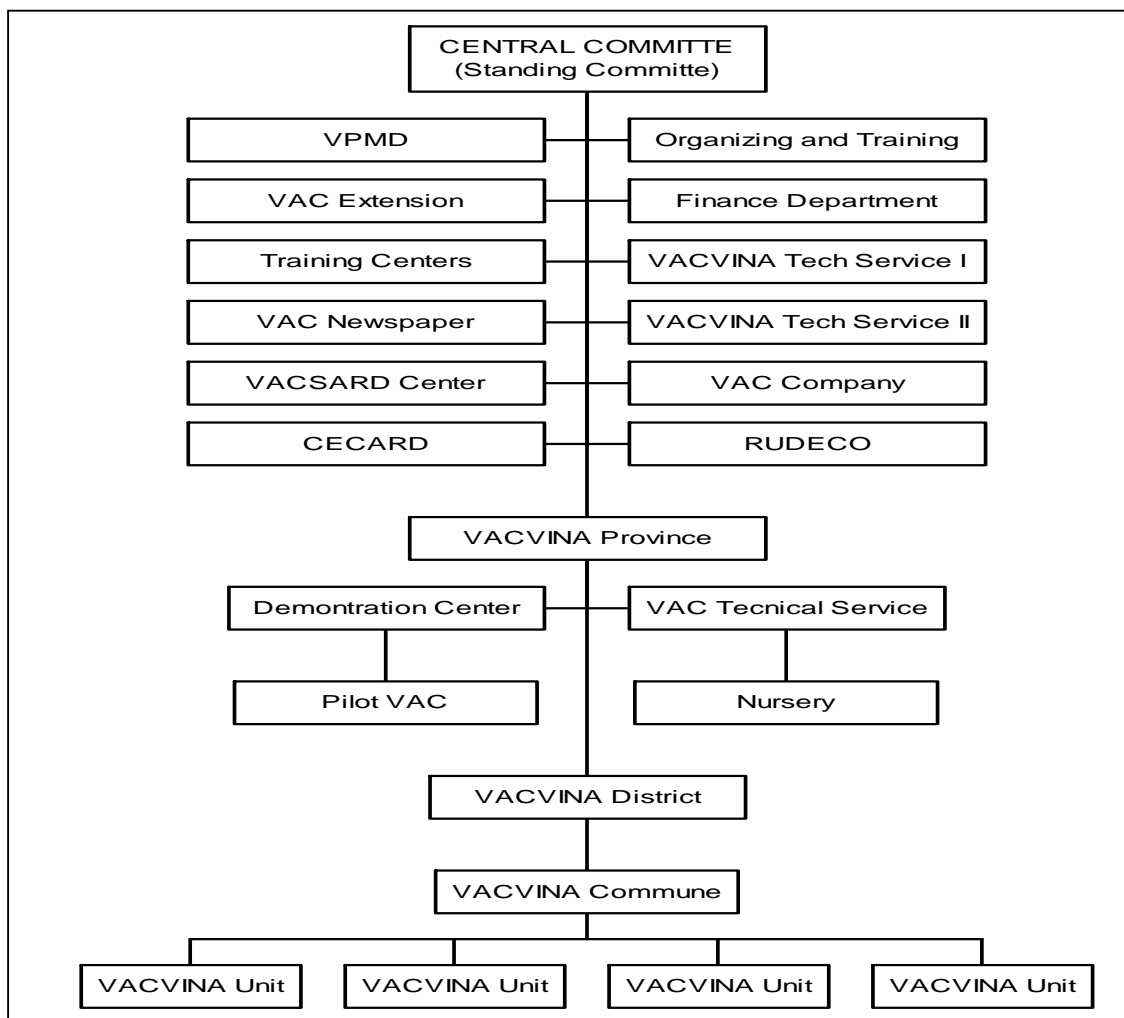 CENTRAL COMMITTE
(Standing Committe)
VPMD
Organizing and Training
VAC Extension
Finance Department
Training Centers
VACVINA Tech Service I
VAC Newspaper
VACVINA Tech Service II
VACSARD Center
VAC Company
CECARD
RUDECO
VACVINA Province
Demontration Center
VAC Tecnical Service
Pilot VAC
Nursery
VACVINA District
VACVINA Commune
VACVINA Unit
VACVINA Unit
VACVINA Unit
VACVINA Unit